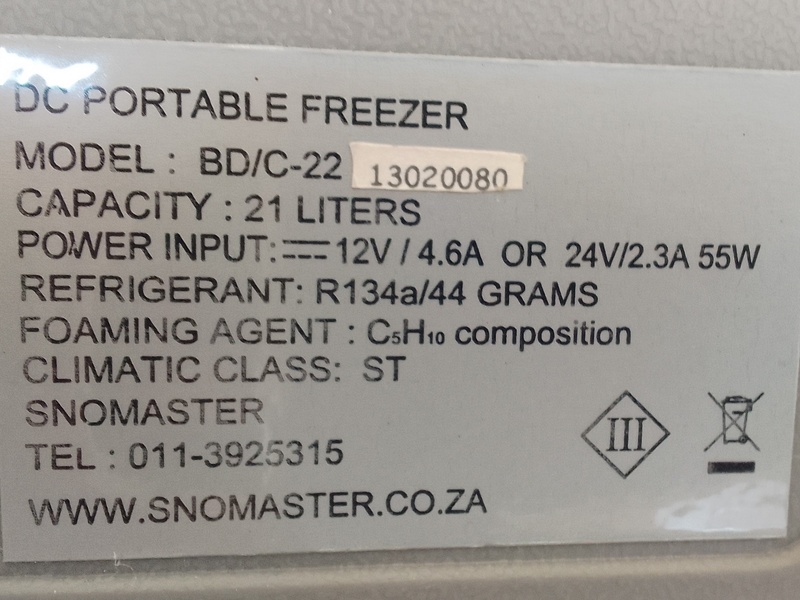 DC PORTABLE FREEZER
MODEL : BD/C-22 13020080
CAPACITY : 21 LITERS
POWER INPUT: 12V / 4.6A OR 24V/2.3A 55W
REFRIGERANT: R134a/44 GRAMS
FOAMING AGENT : C₅H₁₀ composition
CLIMATIC CLASS: ST
SNOMASTER
TEL : 011-3925315
WWW.SNOMASTER.CO.ZA
III